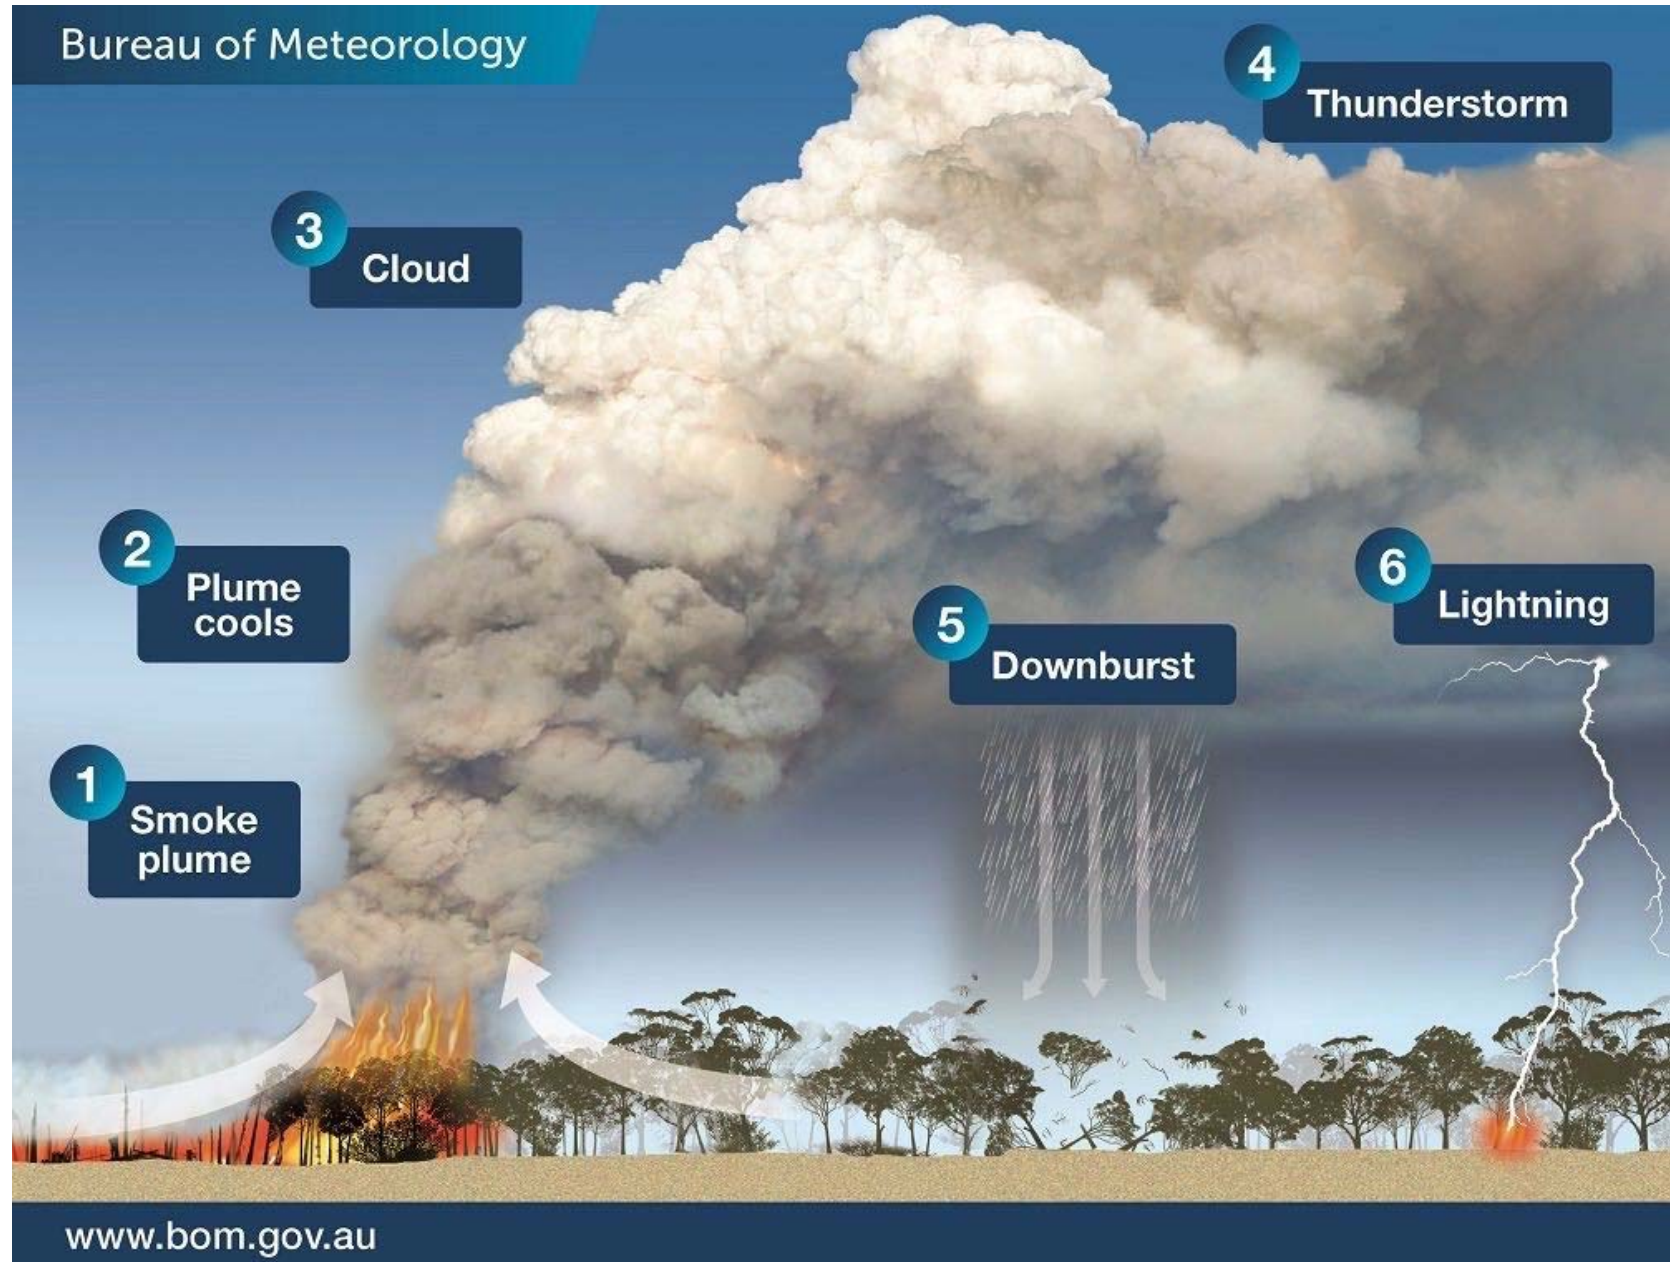 Bureau of Meteorology
4
Thunderstorm
3
Cloud
2
Plume
cools
6
Lightning
5
Downburst
1
Smoke
plume
www.bom.gov.au